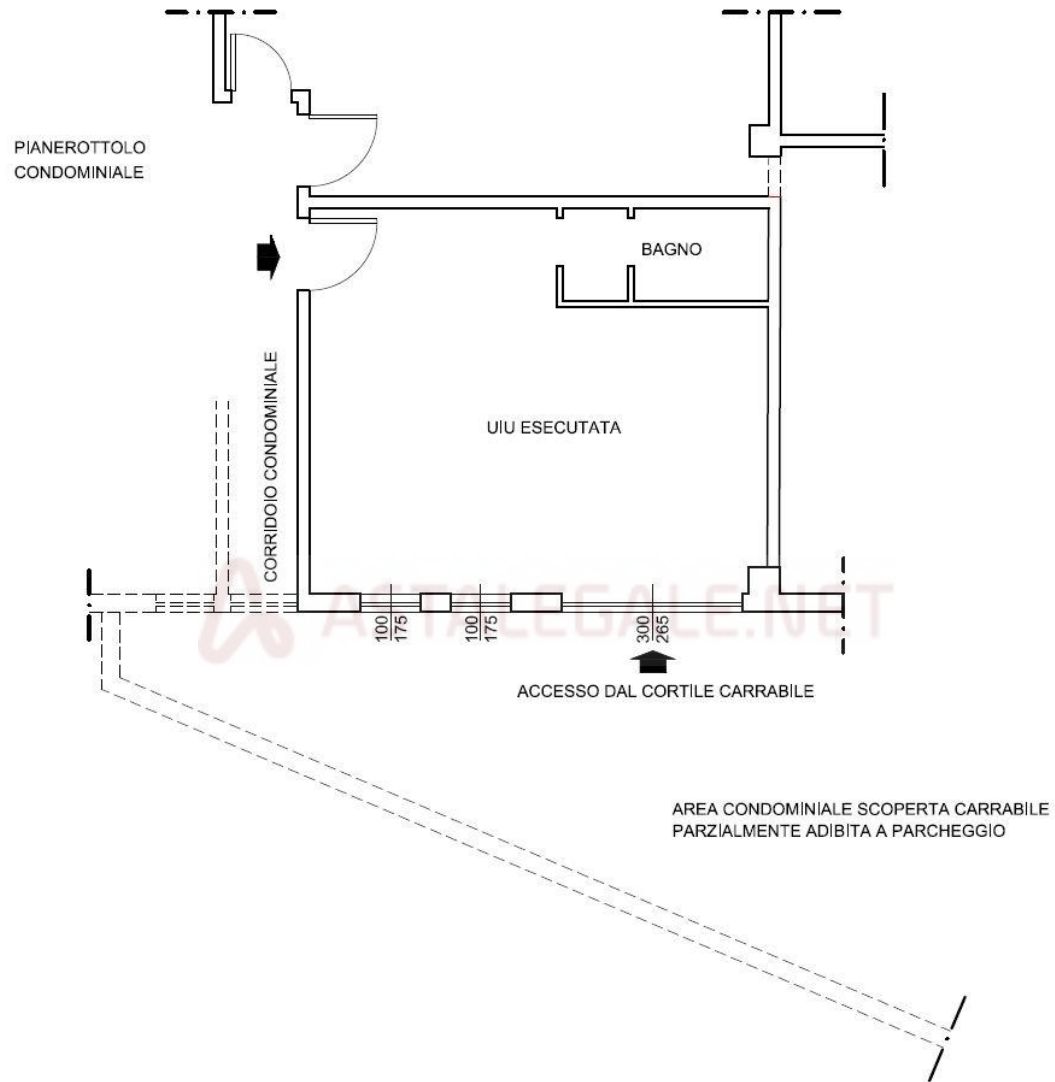 PIANEROTTOLO
CONDOMINIALE
BAGNO
CORRIDOIO CONDOMINIALE
UIU ESECUTATA
ASTALEGALE.NET
100
175
100
175
300
265
ACCESSO DAL CORTILE CARRABILE
AREA CONDOMINIALE SCOPERTA CARRABILE
PARZIALMENTE ADIBITA A PARCHEGGIO